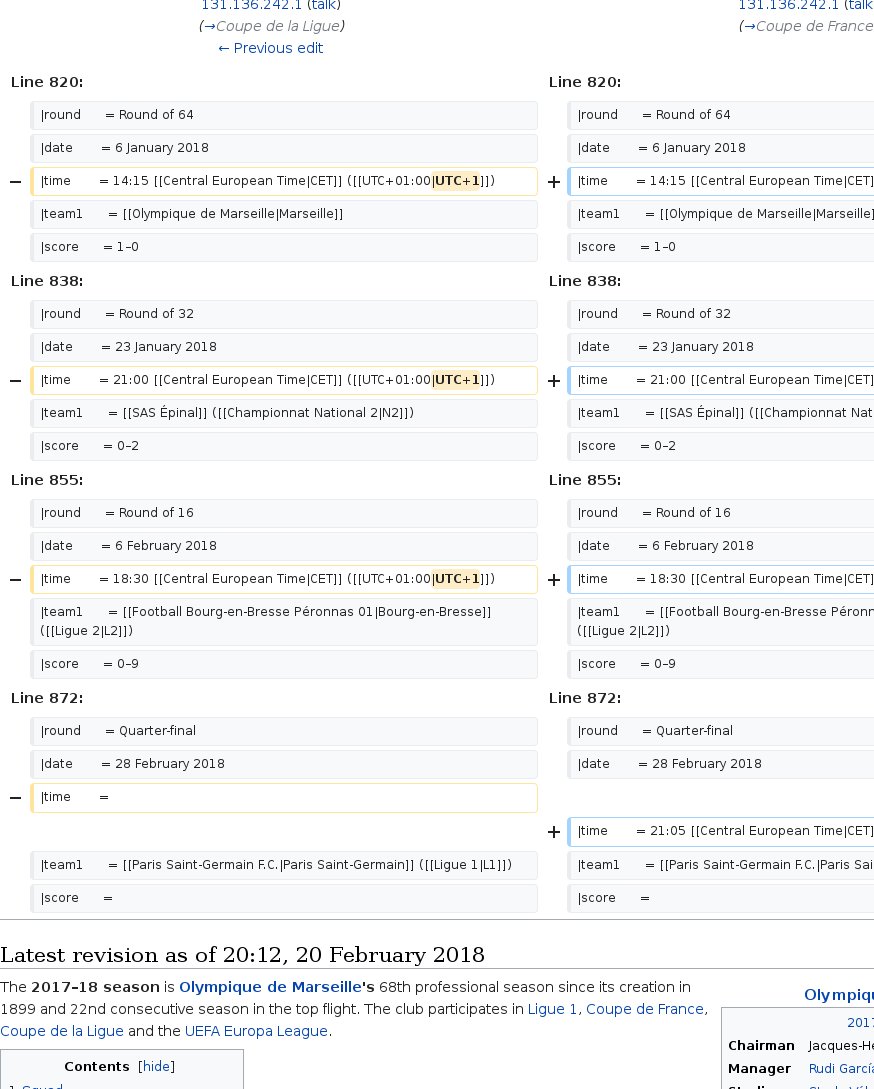 131.136.242.1 (talk)
(→Coupe de la Ligue)
← Previous edit
131.136.242.1 (talk
(→Coupe de France
Line 820:
Line 820:
|round = Round of 64
|round = Round of 64
|date = 6 January 2018
|date = 6 January 2018
− |time = 14:15 [[Central European Time|CET]] ([[UTC+01:00|UTC+1]])
+ |time = 14:15 [[Central European Time|CET]
|team1 = [[Olympique de Marseille|Marseille]]
|team1 = [[Olympique de Marseille|Marseille]
|score = 1–0
|score = 1–0
Line 838:
Line 838:
|round = Round of 32
|round = Round of 32
|date = 23 January 2018
|date = 23 January 2018
− |time = 21:00 [[Central European Time|CET]] ([[UTC+01:00|UTC+1]])
+ |time = 21:00 [[Central European Time|CET]
|team1 = [[SAS Épinal]] ([[Championnat National 2|N2]])
|team1 = [[SAS Épinal]] ([[Championnat Nat
|score = 0–2
|score = 0–2
Line 855:
Line 855:
|round = Round of 16
|round = Round of 16
|date = 6 February 2018
|date = 6 February 2018
− |time = 18:30 [[Central European Time|CET]] ([[UTC+01:00|UTC+1]])
+ |time = 18:30 [[Central European Time|CET]
|team1 = [[Football Bourg-en-Bresse Péronnas 01|Bourg-en-Bresse]]
([[Ligue 2|L2]])
|team1 = [[Football Bourg-en-Bresse Péronn
([[Ligue 2|L2]])
|score = 0–9
|score = 0–9
Line 872:
Line 872:
|round = Quarter-final
|round = Quarter-final
|date = 28 February 2018
|date = 28 February 2018
− |time =
+ |time = 21:05 [[Central European Time|CET]
|team1 = [[Paris Saint-Germain F.C.|Paris Saint-Germain]] ([[Ligue 1|L1]])
|team1 = [[Paris Saint-Germain F.C.|Paris Sai
|score =
|score =
Latest revision as of 20:12, 20 February 2018
The 2017–18 season is Olympique de Marseille's 68th professional season since its creation in
1899 and 22nd consecutive season in the top flight. The club participates in Ligue 1, Coupe de France,
Coupe de la Ligue and the UEFA Europa League.
Olympiqu
2017
Chairman Jacques-He
Manager Rudi Garcí
Contents [hide]